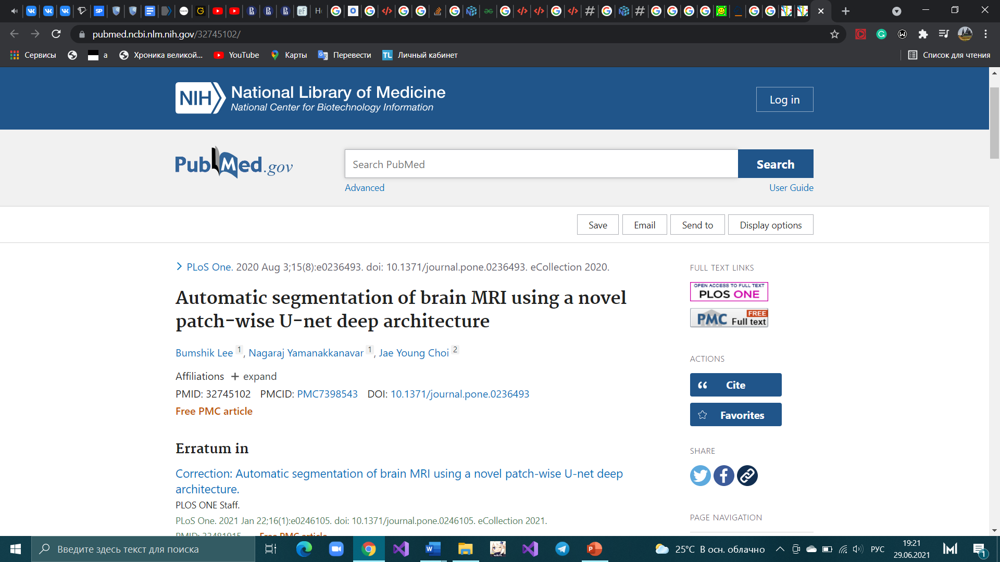 pubmed.ncbi.nlm.nih.gov/32745102/
Сервисы
a
Хроника великой...
YouTube
Карты
Перевести
TL
Личный кабинет
Список для чтения
NIH
National Library of Medicine
National Center for Biotechnology Information
Log in
PubMed.gov
Search PubMed
Search
Advanced
User Guide
Save
Email
Send to
Display options
PLoS One. 2020 Aug 3;15(8):e0236493. doi: 10.1371/journal.pone.0236493. eCollection 2020.
Automatic segmentation of brain MRI using a novel
patch-wise U-net deep architecture
Bumshik Lee 1, Nagaraj Yamanakkanavar 1, Jae Young Choi 2
Affiliations + expand
PMID: 32745102 PMCID: PMC7398543 DOI: 10.1371/journal.pone.0236493
Free PMC article
Erratum in
Correction: Automatic segmentation of brain MRI using a novel patch-wise U-net deep
architecture.
PLOS ONE Staff.
PLoS One. 2021 Jan 22;16(1):e0246105. doi: 10.1371/journal.pone.0246105. eCollection 2021.
PMID: 33481915 Free PMC article
FULL TEXT LINKS
OPEN ACCESS TO FULL TEXT
PLOS ONE
PMC FREE
Full text
ACTIONS
Cite
Favorites
SHARE
PAGE NAVIGATION
Введите здесь текст для поиска
25°C В осн. облачно
РУС
19:21
29.06.2021
1